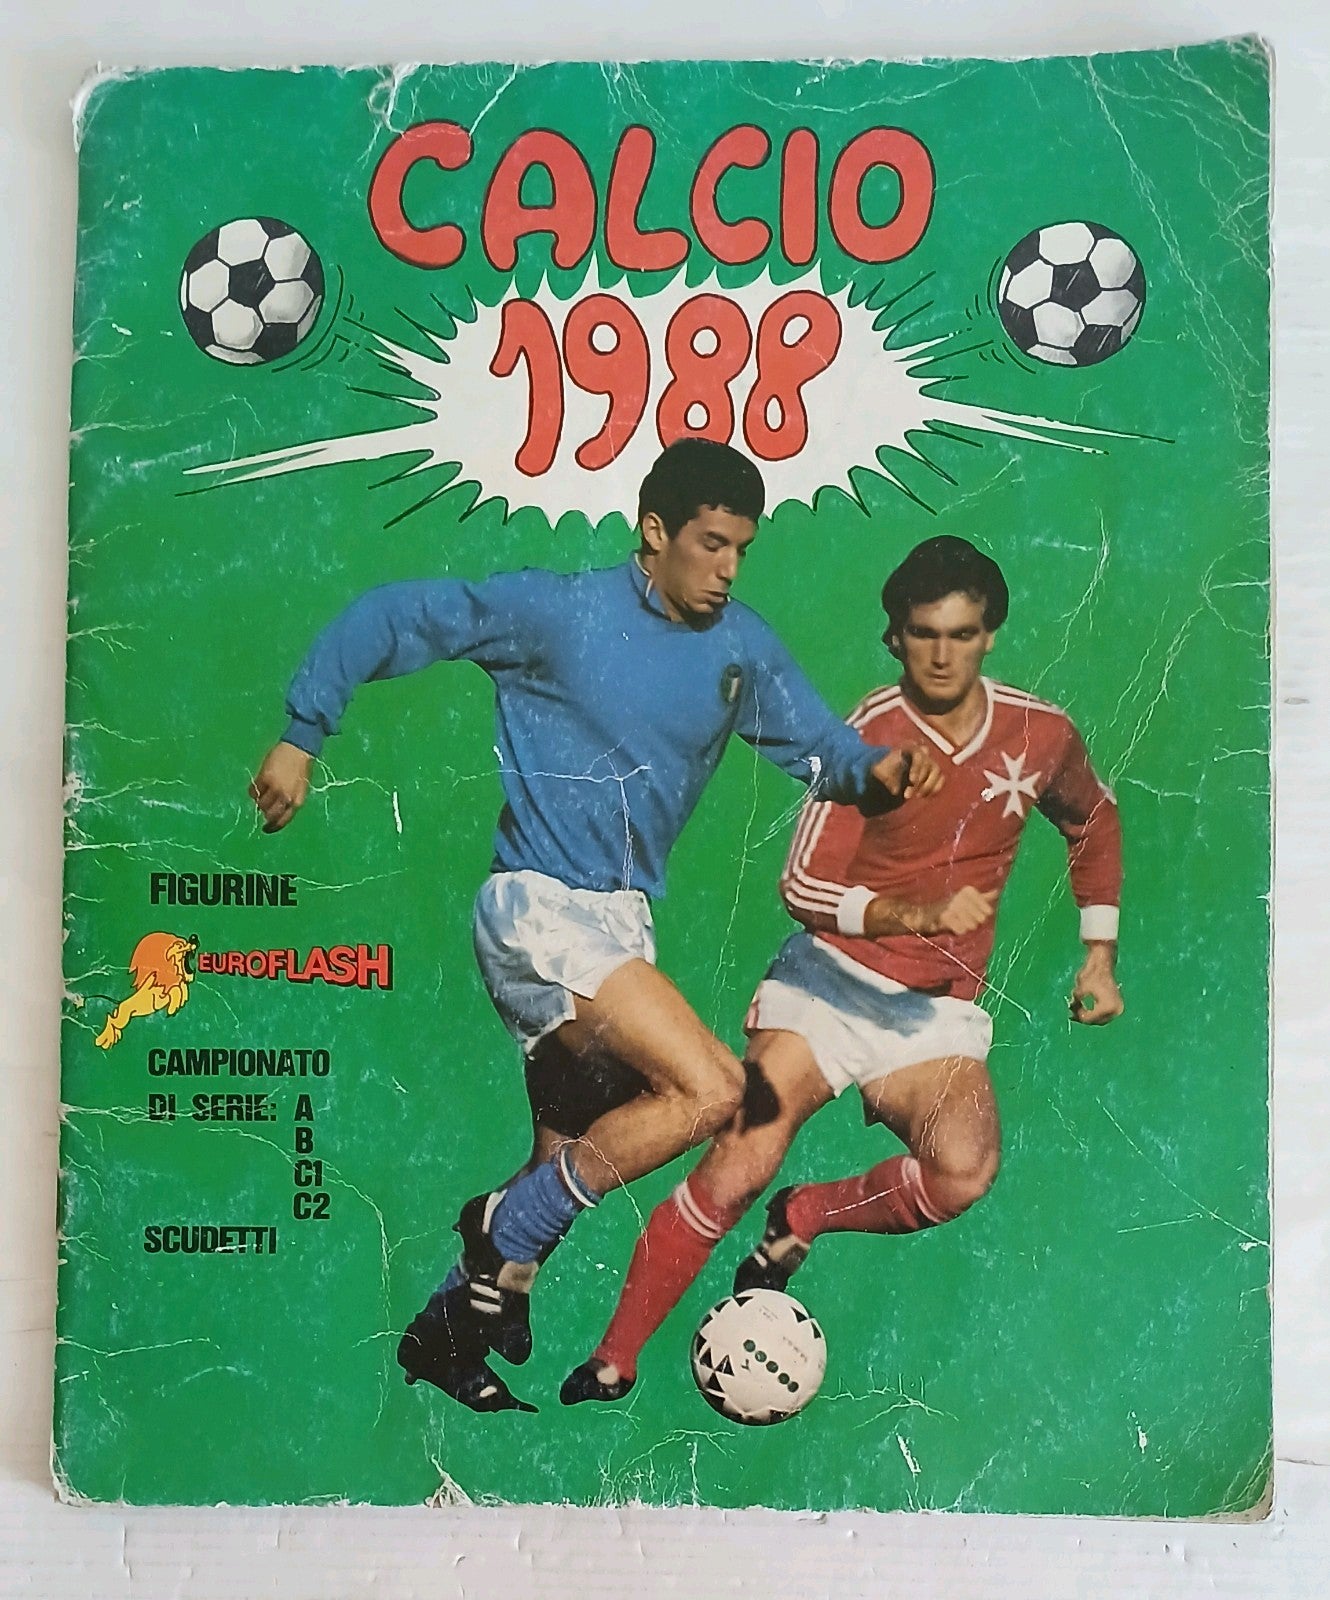 CALCIO
1988
FIGURINE
EUROFLASH
CAMPIONATO
DI SERIE: A
B
C1
C2
SCUDETTI